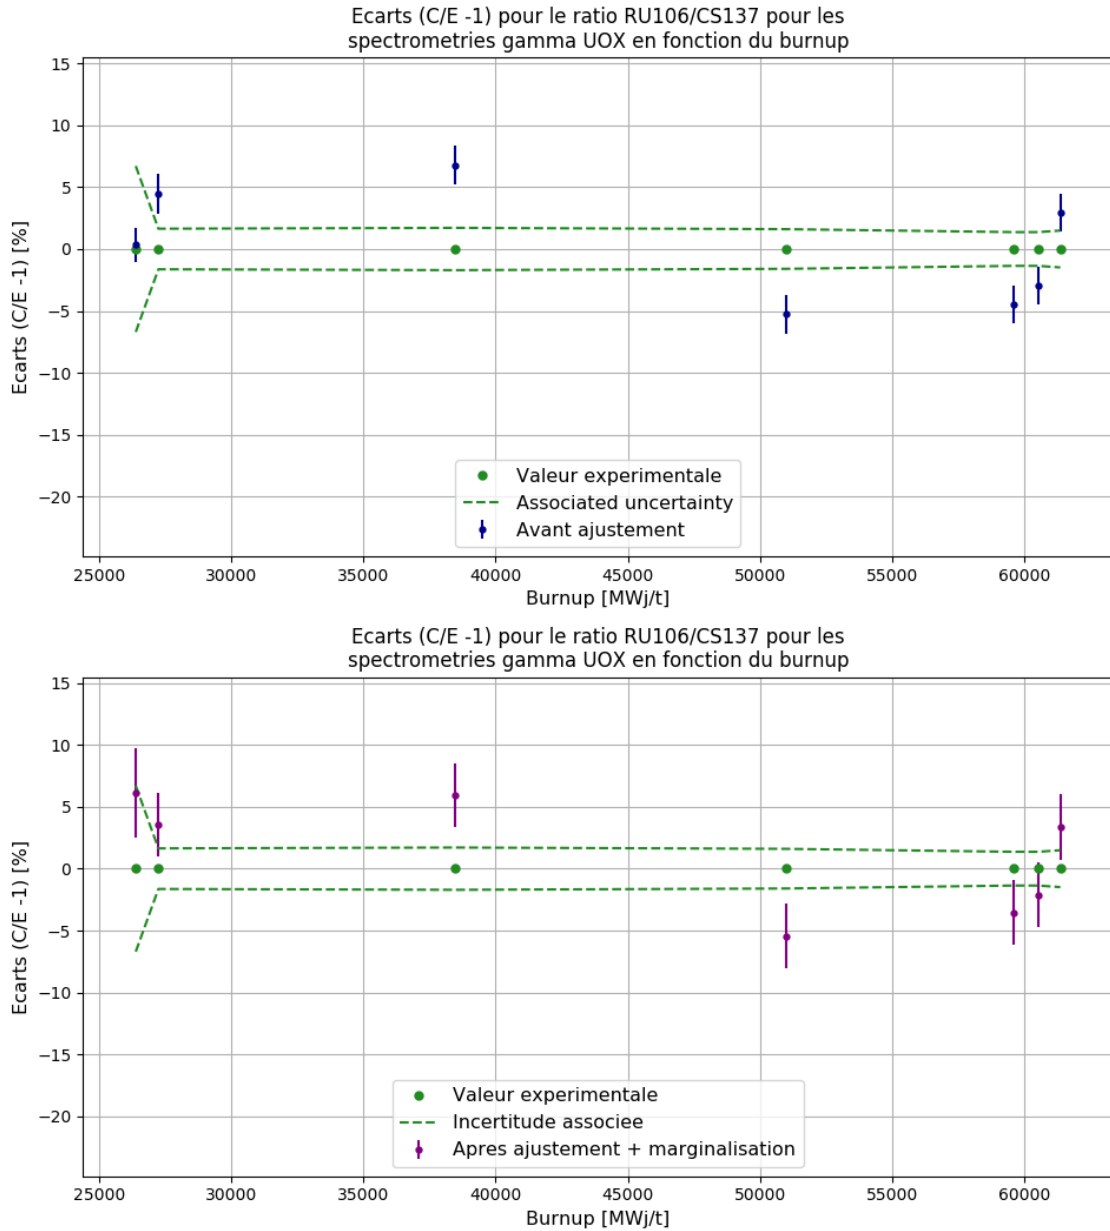 Ecarts (C/E -1) pour le ratio RU106/CS137 pour les
spectrometries gamma UOX en fonction du burnup
15
10
5
0
−5
−10
−15
−20
Ecarts (C/E -1) [%]
Valeur experimentale
Associated uncertainty
Avant ajustement
25000 30000 35000 40000 45000 50000 55000 60000
Burnup [MWj/t]
Ecarts (C/E -1) pour le ratio RU106/CS137 pour les
spectrometries gamma UOX en fonction du burnup
15
10
5
0
−5
−10
−15
−20
Ecarts (C/E -1) [%]
Valeur experimentale
Incertitude associee
Apres ajustement + marginalisation
25000 30000 35000 40000 45000 50000 55000 60000
Burnup [MWj/t]